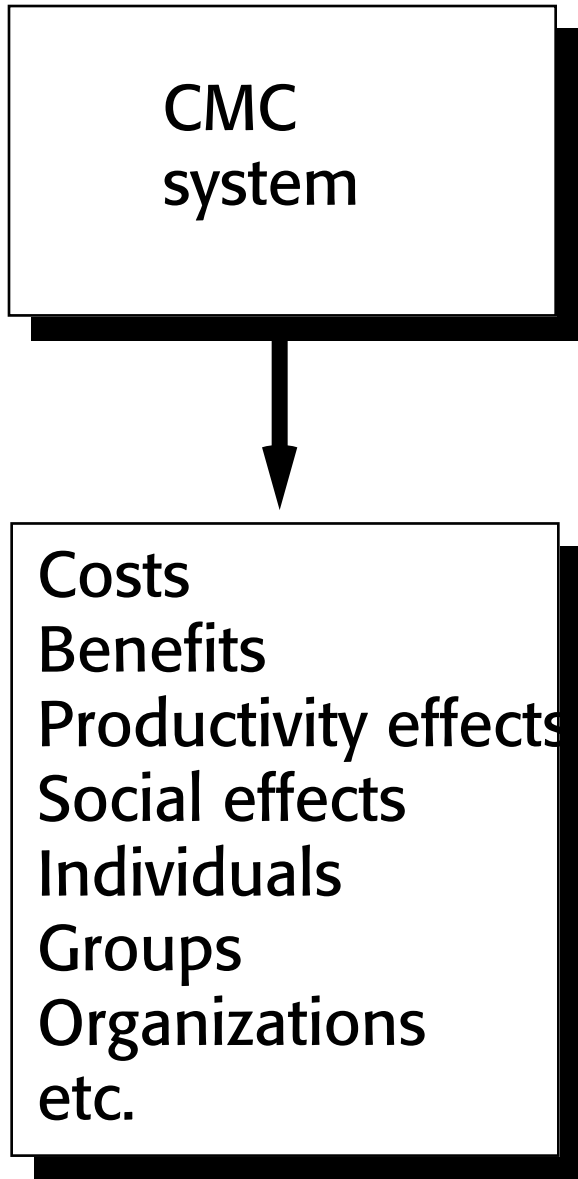 CMC
system
Costs
Benefits
Productivity effects
Social effects
Individuals
Groups
Organizations
etc.